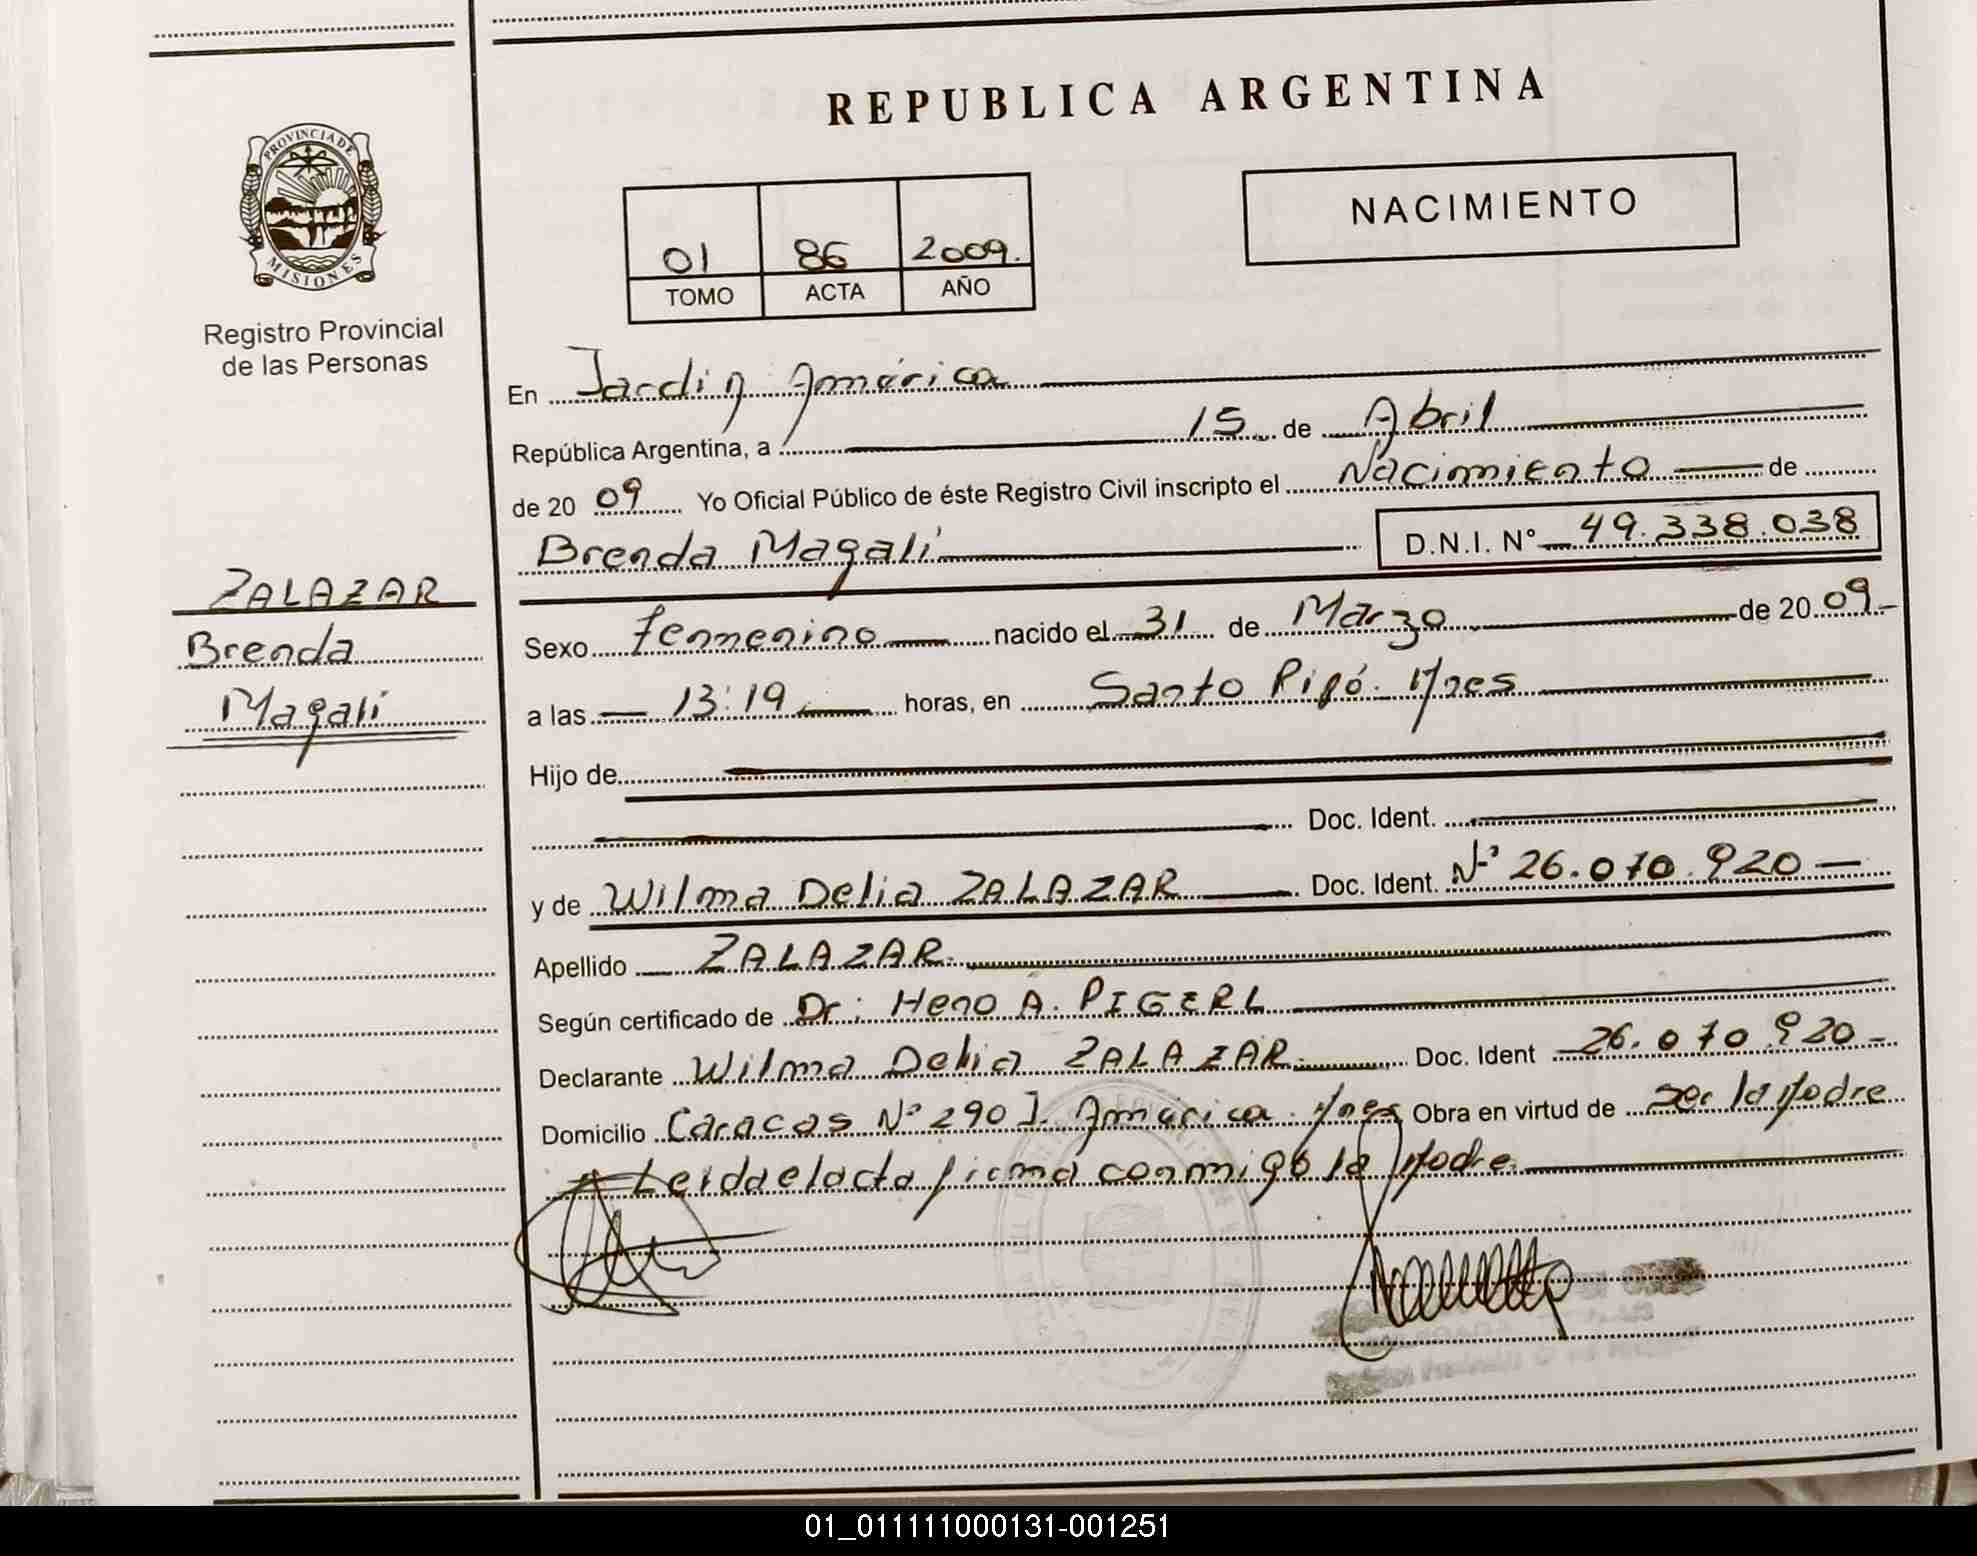 REPUBLICA ARGENTINA
PROVINCIA DE
MISIONES
Registro Provincial
de las Personas
NACIMIENTO
01 86 2009.
TOMO ACTA AÑO
En Jardin América
República Argentina, a 15 de Abril
de 20 09 Yo Oficial Público de éste Registro Civil inscripto el Nacimiento de
Brenda Magalí D.N.I. N° 49.338.038
ZALAZAR
Brenda
Magalí
Sexo Femenino nacido el 31 de Marzo de 20 09
a las 13:19 horas, en Santo Pipó. Mnes
Hijo de
Doc. Ident.
y de Wilma Delia ZALAZAR Doc. Ident. N° 26.070.920
Apellido ZALAZAR
Según certificado de Dr: Heno A. PIGERL
Declarante Wilma Delia ZALAZAR Doc. Ident 26.070.920
Domicilio Caracas N° 290 J. América. Mnes Obra en virtud de ser la Madre
Leida el acta firma conmigo la Madre
01_011111000131-001251